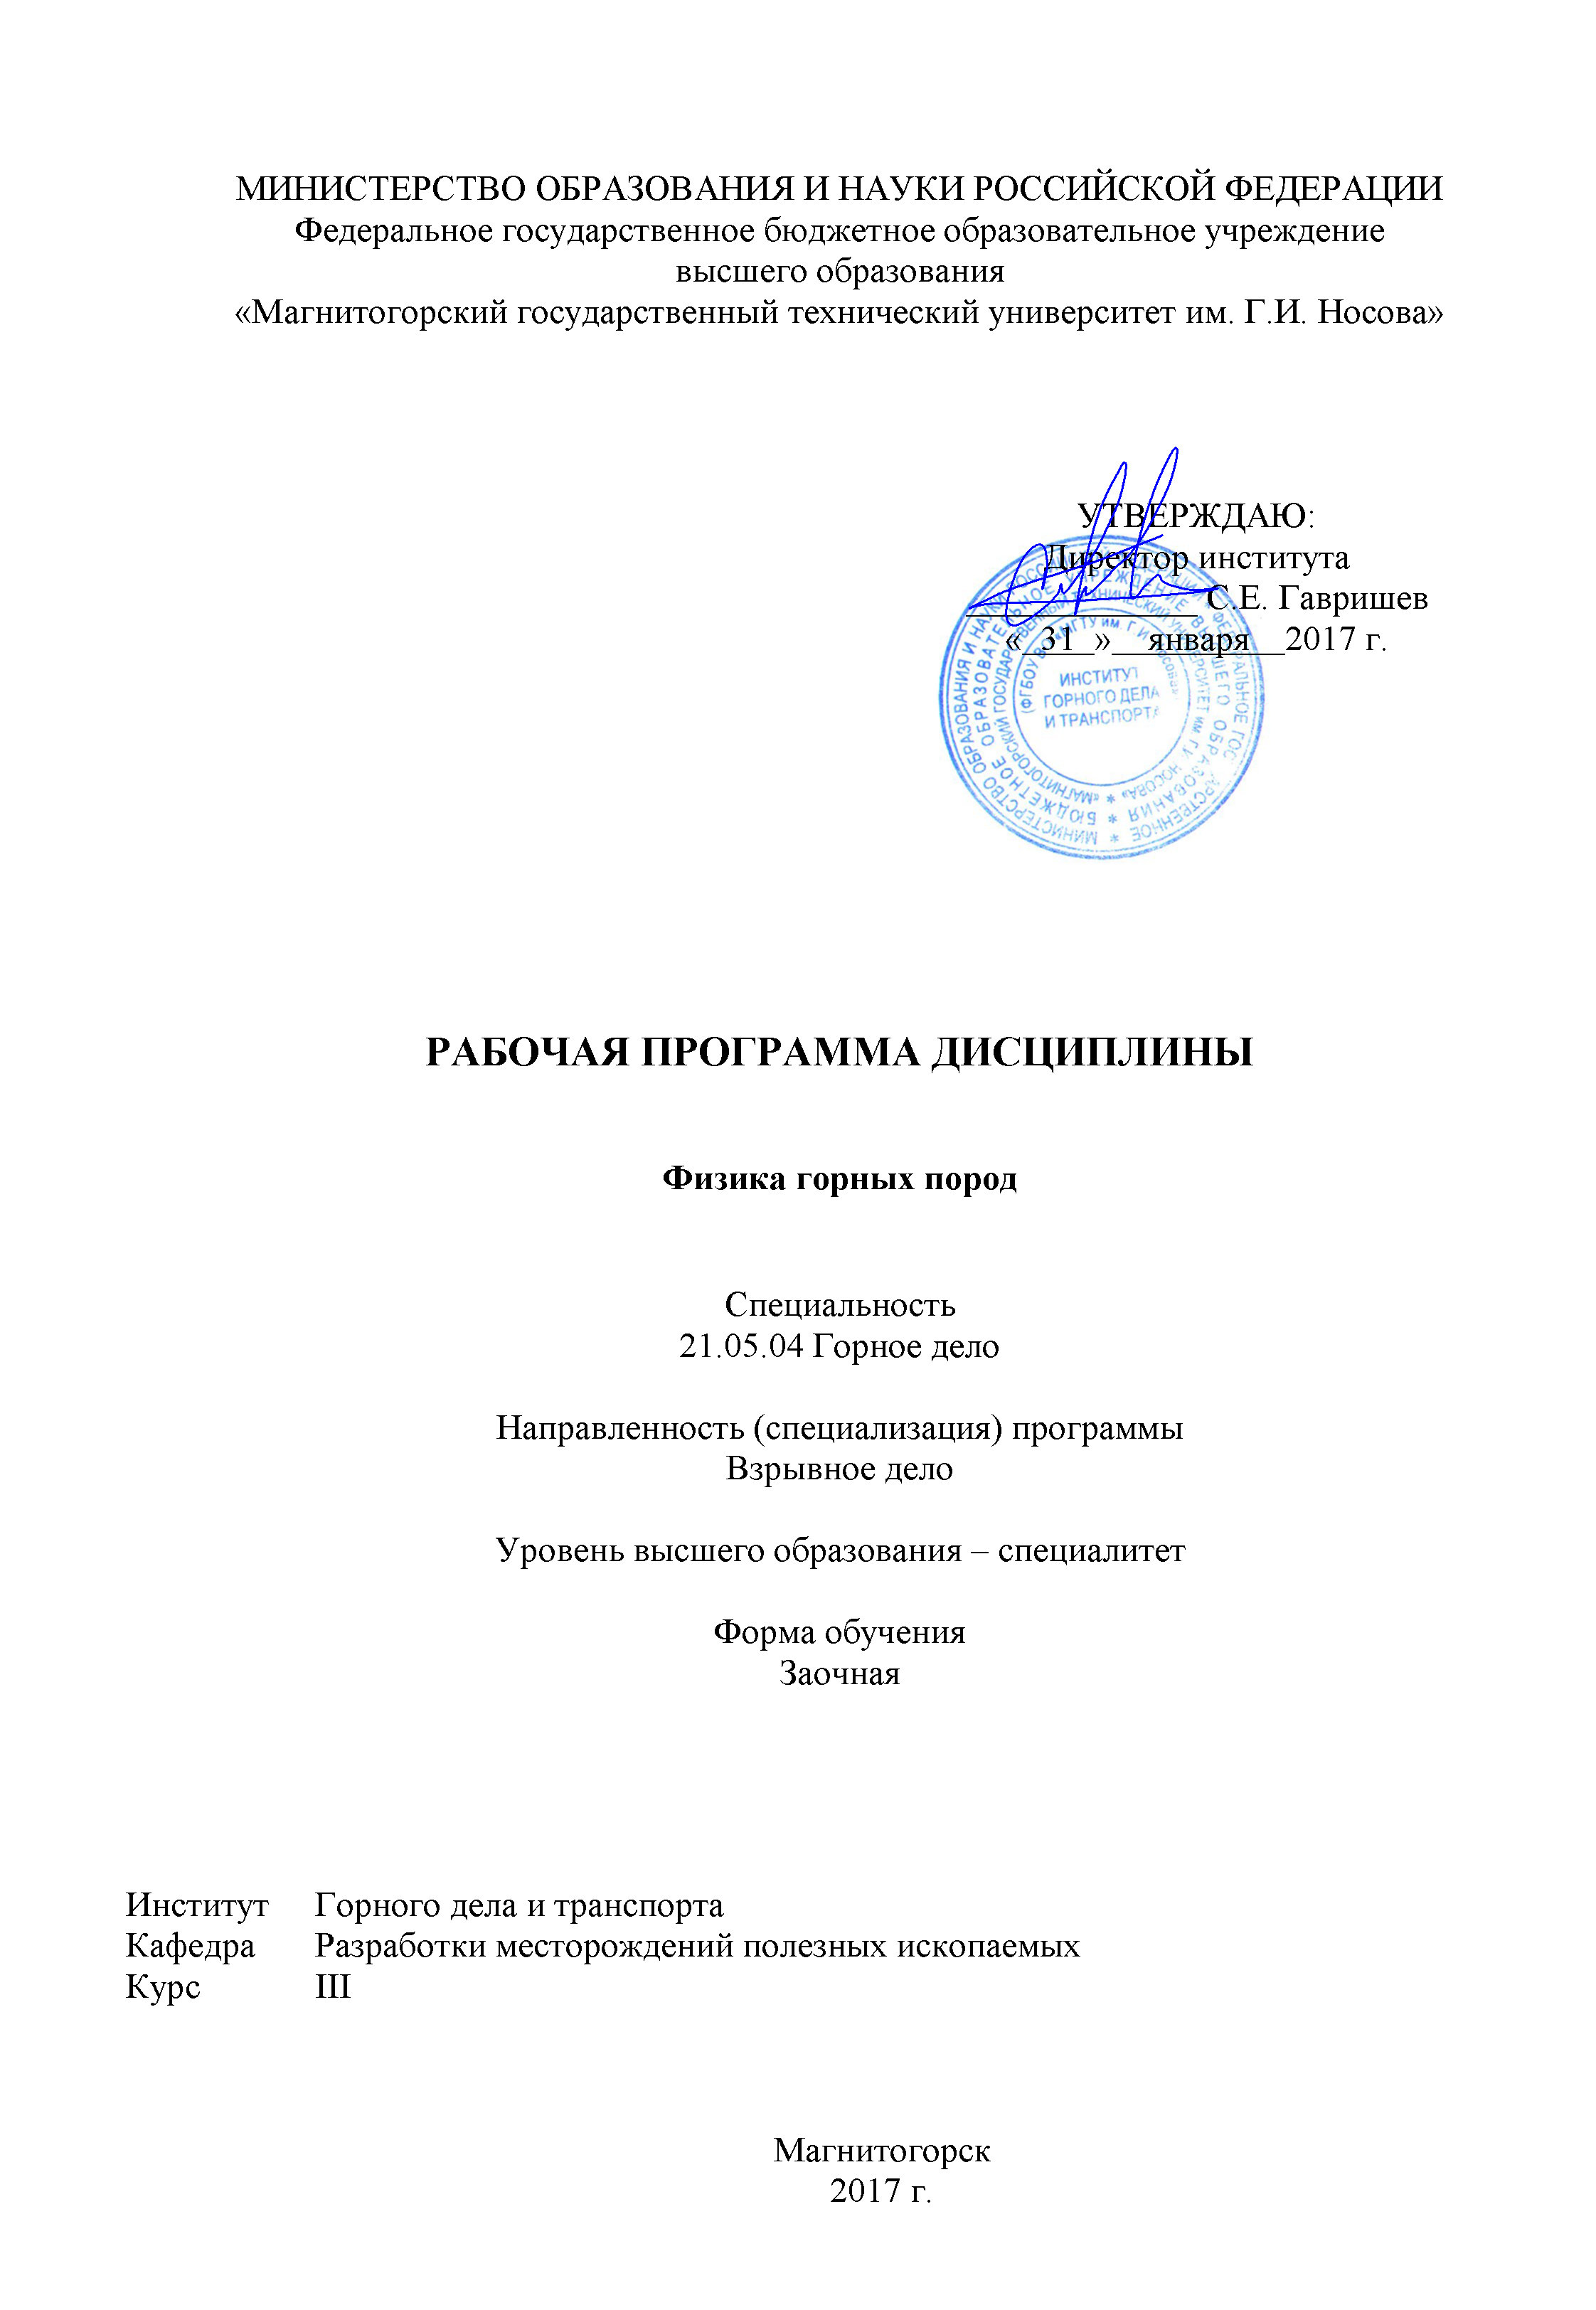 МИНИСТЕРСТВО ОБРАЗОВАНИЯ И НАУКИ РОССИЙСКОЙ ФЕДЕРАЦИИ
Федеральное государственное бюджетное образовательное учреждение
высшего образования
«Магнитогорский государственный технический университет им. Г.И. Носова»
УТВЕРЖДАЮ:
Директор института
_____________ С.Е. Гавришев
«_31_»__января__2017 г.
ИНСТИТУТ
ГОРНОГО ДЕЛА
И ТРАНСПОРТА
РАБОЧАЯ ПРОГРАММА ДИСЦИПЛИНЫ
Физика горных пород
Специальность
21.05.04 Горное дело
Направленность (специализация) программы
Взрывное дело
Уровень высшего образования – специалитет
Форма обучения
Заочная
Институт Горного дела и транспорта
Кафедра Разработки месторождений полезных ископаемых
Курс III
Магнитогорск
2017 г.